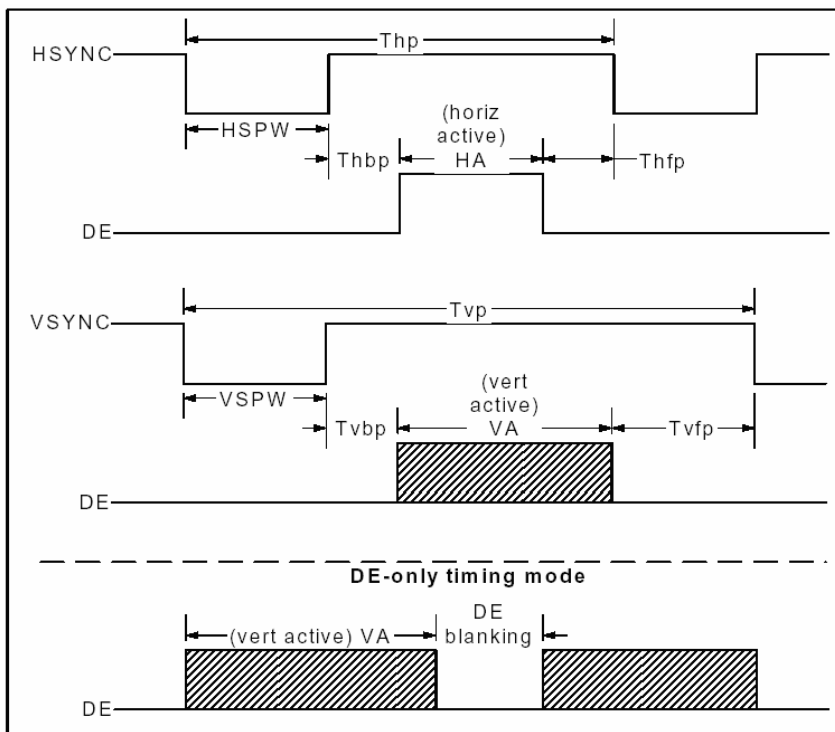 Thp
HSYNC
HSPW
(horiz
active)
Thbp HA Thfp
DE
Tvp
VSYNC
VSPW
(vert
active)
Tvbp VA Tvfp
DE
DE-only timing mode
DE
(vert active) VA blanking
DE